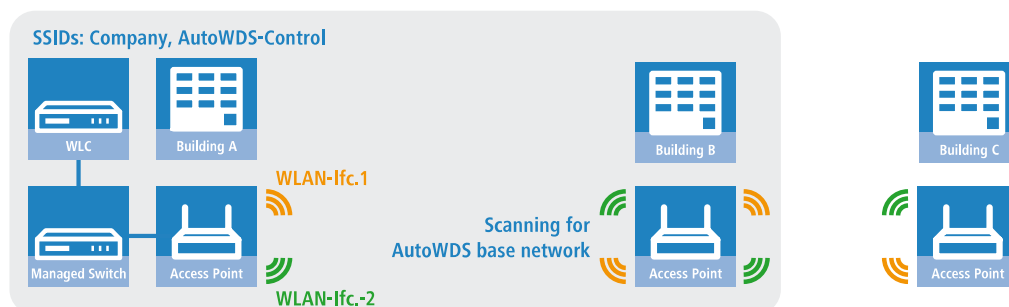 SSIDs: Company, AutoWDS-Control
WLC
Building A
Building B
Building C
WLAN-Ifc.1
Scanning for
AutoWDS base network
Managed Switch
Access Point
Access Point
Access Point
WLAN-Ifc.-2